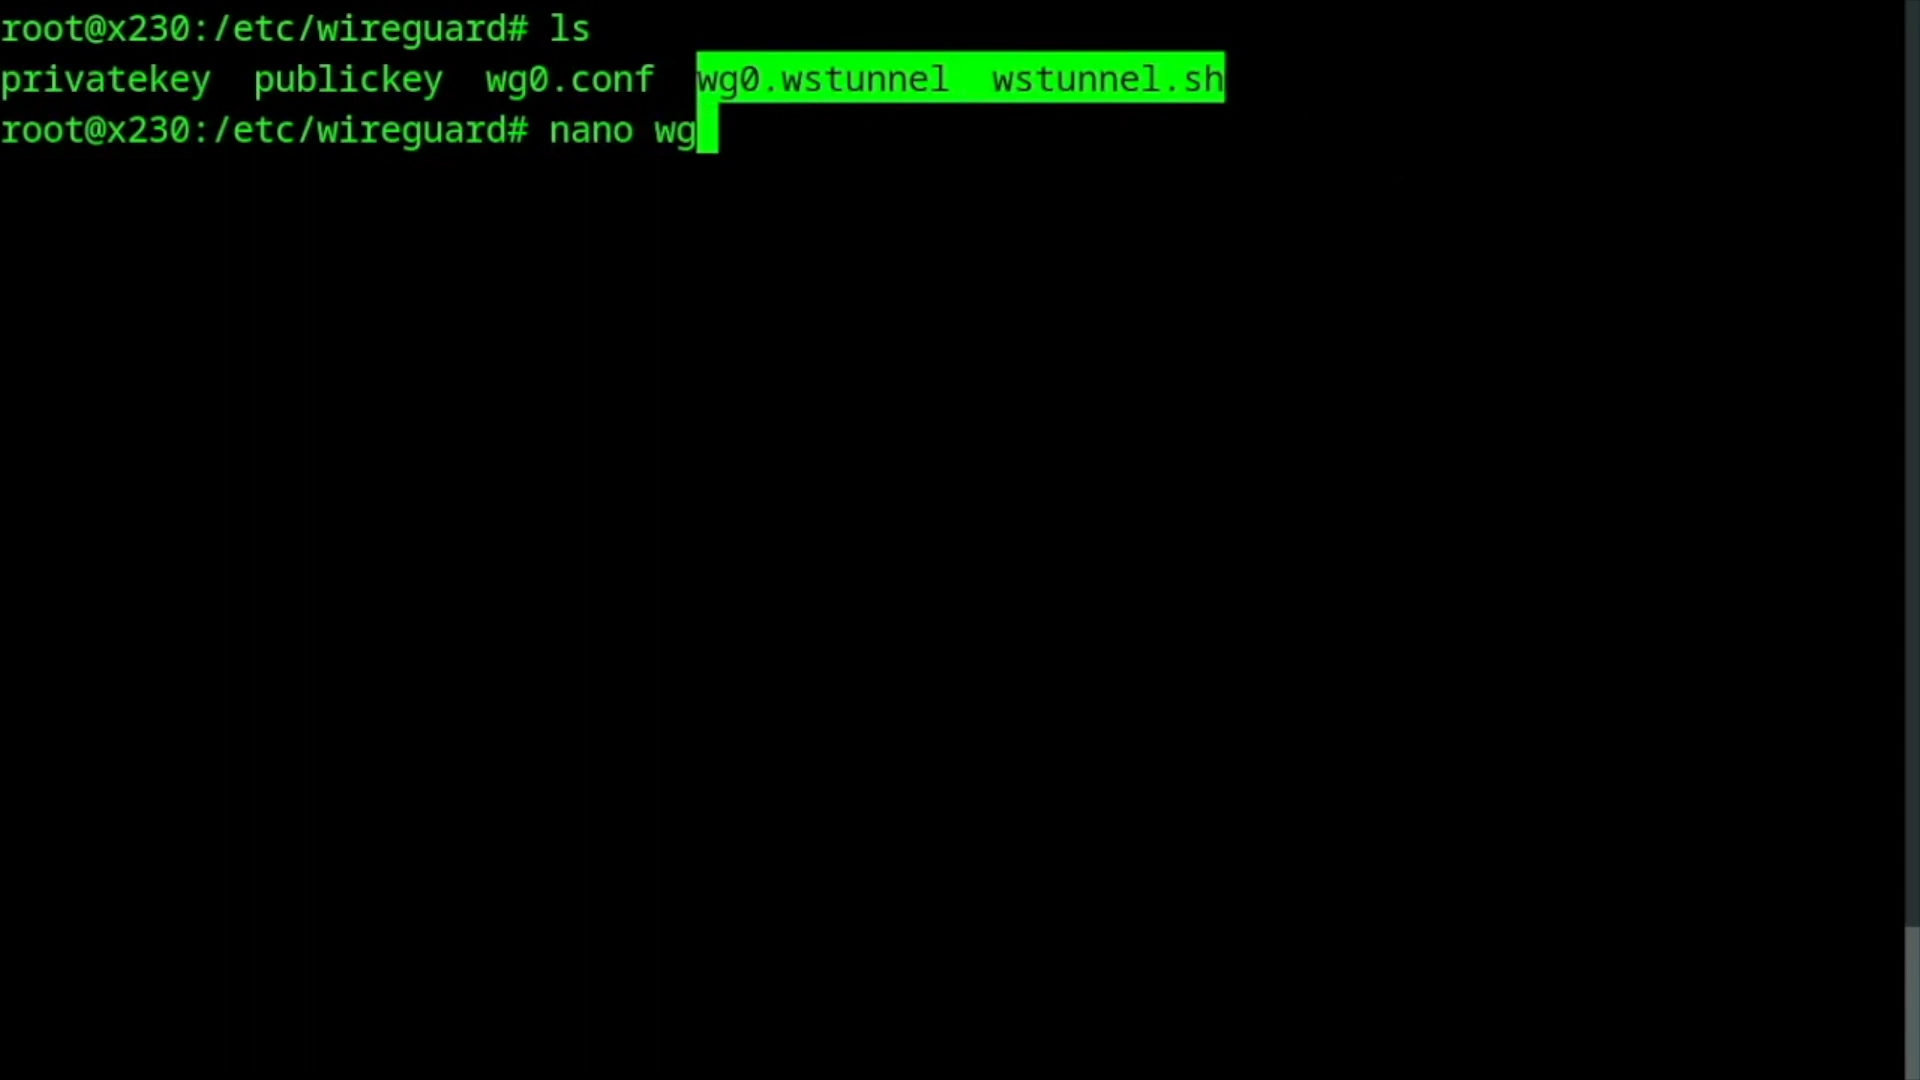 root@x230:/etc/wireguard# ls
privatekey  publickey  wg0.conf  wg0.wstunnel  wstunnel.sh
root@x230:/etc/wireguard# nano wg